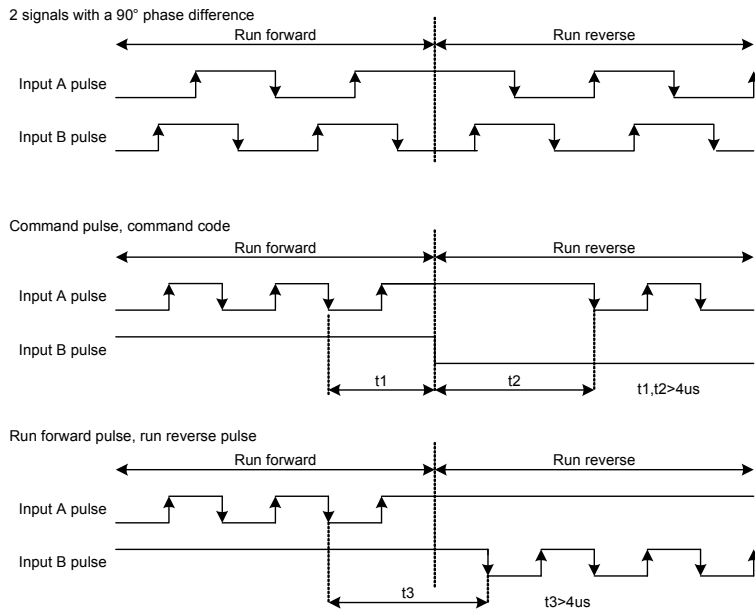 2 signals with a 90° phase difference
Run forward
Run reverse
Input A pulse
Input B pulse
Command pulse, command code
Run forward
Run reverse
Input A pulse
Input B pulse
t1
t2
t1,t2>4us
Run forward pulse, run reverse pulse
Run forward
Run reverse
Input A pulse
Input B pulse
t3
t3>4us